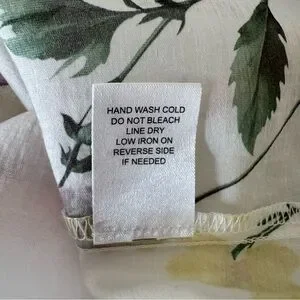 HAND WASH COLD
DO NOT BLEACH
LINE DRY
LOW IRON ON
REVERSE SIDE
IF NEEDED